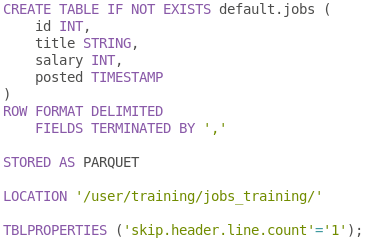 CREATE TABLE IF NOT EXISTS default.jobs (
    id INT,
    title STRING,
    salary INT,
    posted TIMESTAMP
)
ROW FORMAT DELIMITED
    FIELDS TERMINATED BY ','
STORED AS PARQUET
LOCATION '/user/training/jobs_training/'
TBLPROPERTIES ('skip.header.line.count'='1');